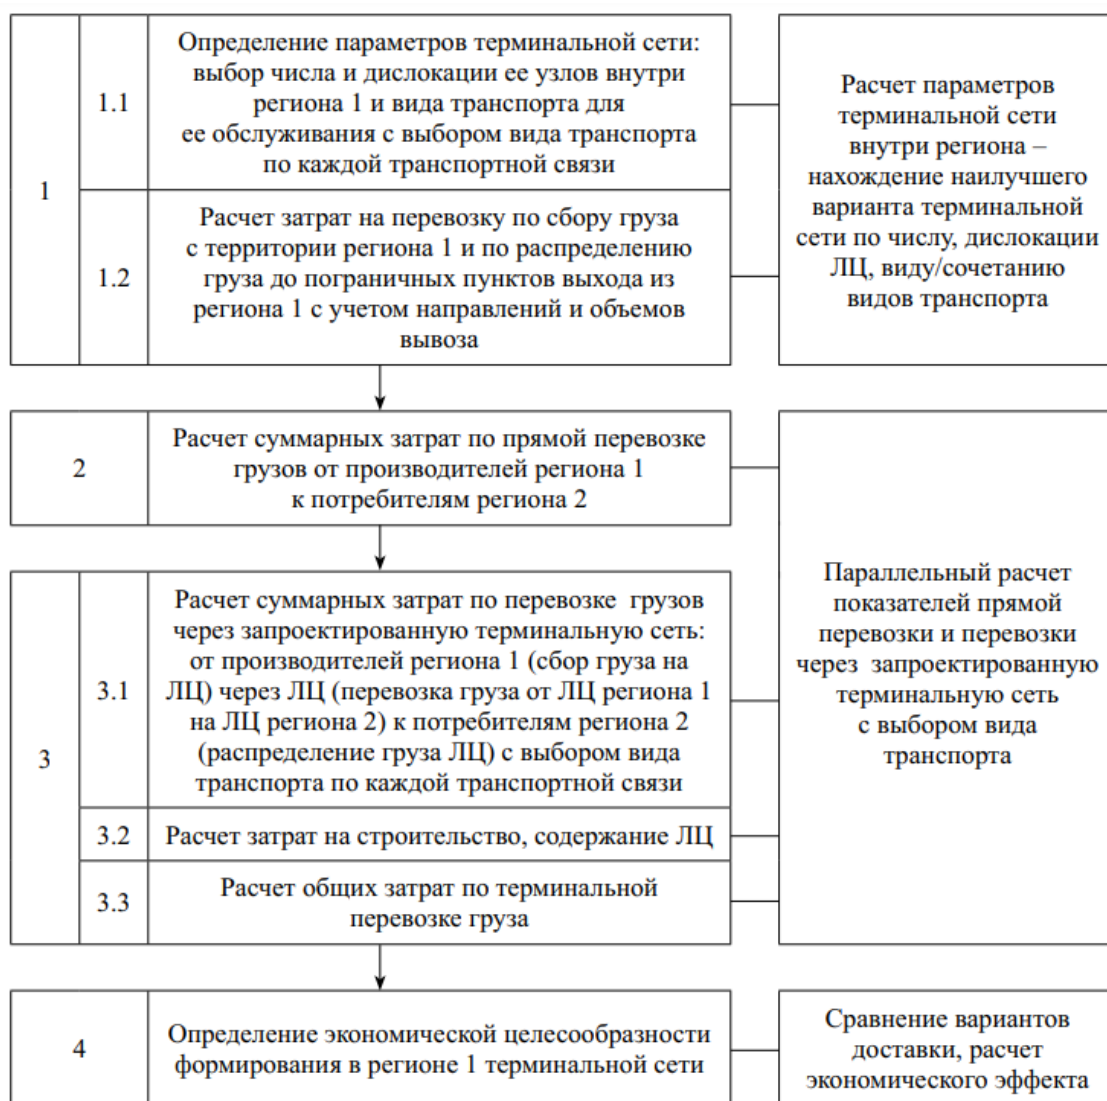 1
1.1
Определение параметров терминальной сети:
выбор числа и дислокации ее узлов внутри
региона 1 и вида транспорта для
ее обслуживания с выбором вида транспорта
по каждой транспортной связи
1.2
Расчет затрат на перевозку по сбору груза
с территории региона 1 и по распределению
груза до пограничных пунктов выхода из
региона 1 с учетом направлений и объемов
вывоза
Расчет параметров
терминальной сети
внутри региона –
нахождение наилучшего
варианта терминальной
сети по числу, дислокации
ЛЦ, виду/сочетанию
видов транспорта
2
Расчет суммарных затрат по прямой перевозке
грузов от производителей региона 1
к потребителям региона 2
3
3.1
Расчет суммарных затрат по перевозке грузов
через запроектированную терминальную сеть:
от производителей региона 1 (сбор груза на
ЛЦ) через ЛЦ (перевозка груза от ЛЦ региона 1
на ЛЦ региона 2) к потребителям региона 2
(распределение груза ЛЦ) с выбором вида
транспорта по каждой транспортной связи
3.2
Расчет затрат на строительство, содержание ЛЦ
3.3
Расчет общих затрат по терминальной
перевозке груза
Параллельный расчет
показателей прямой
перевозки и перевозки
через запроектированную
терминальную сеть
с выбором вида
транспорта
4
Определение экономической целесообразности
формирования в регионе 1 терминальной сети
Сравнение вариантов
доставки, расчет
экономического эффекта